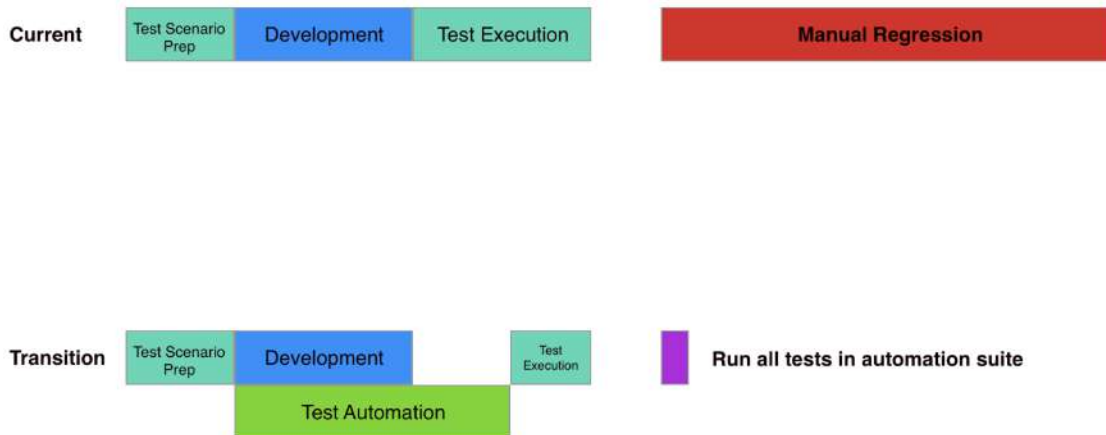 Current
Test Scenario
Prep
Development
Test Execution
Manual Regression
Transition
Test Scenario
Prep
Development
Test
Execution
Run all tests in automation suite
Test Automation